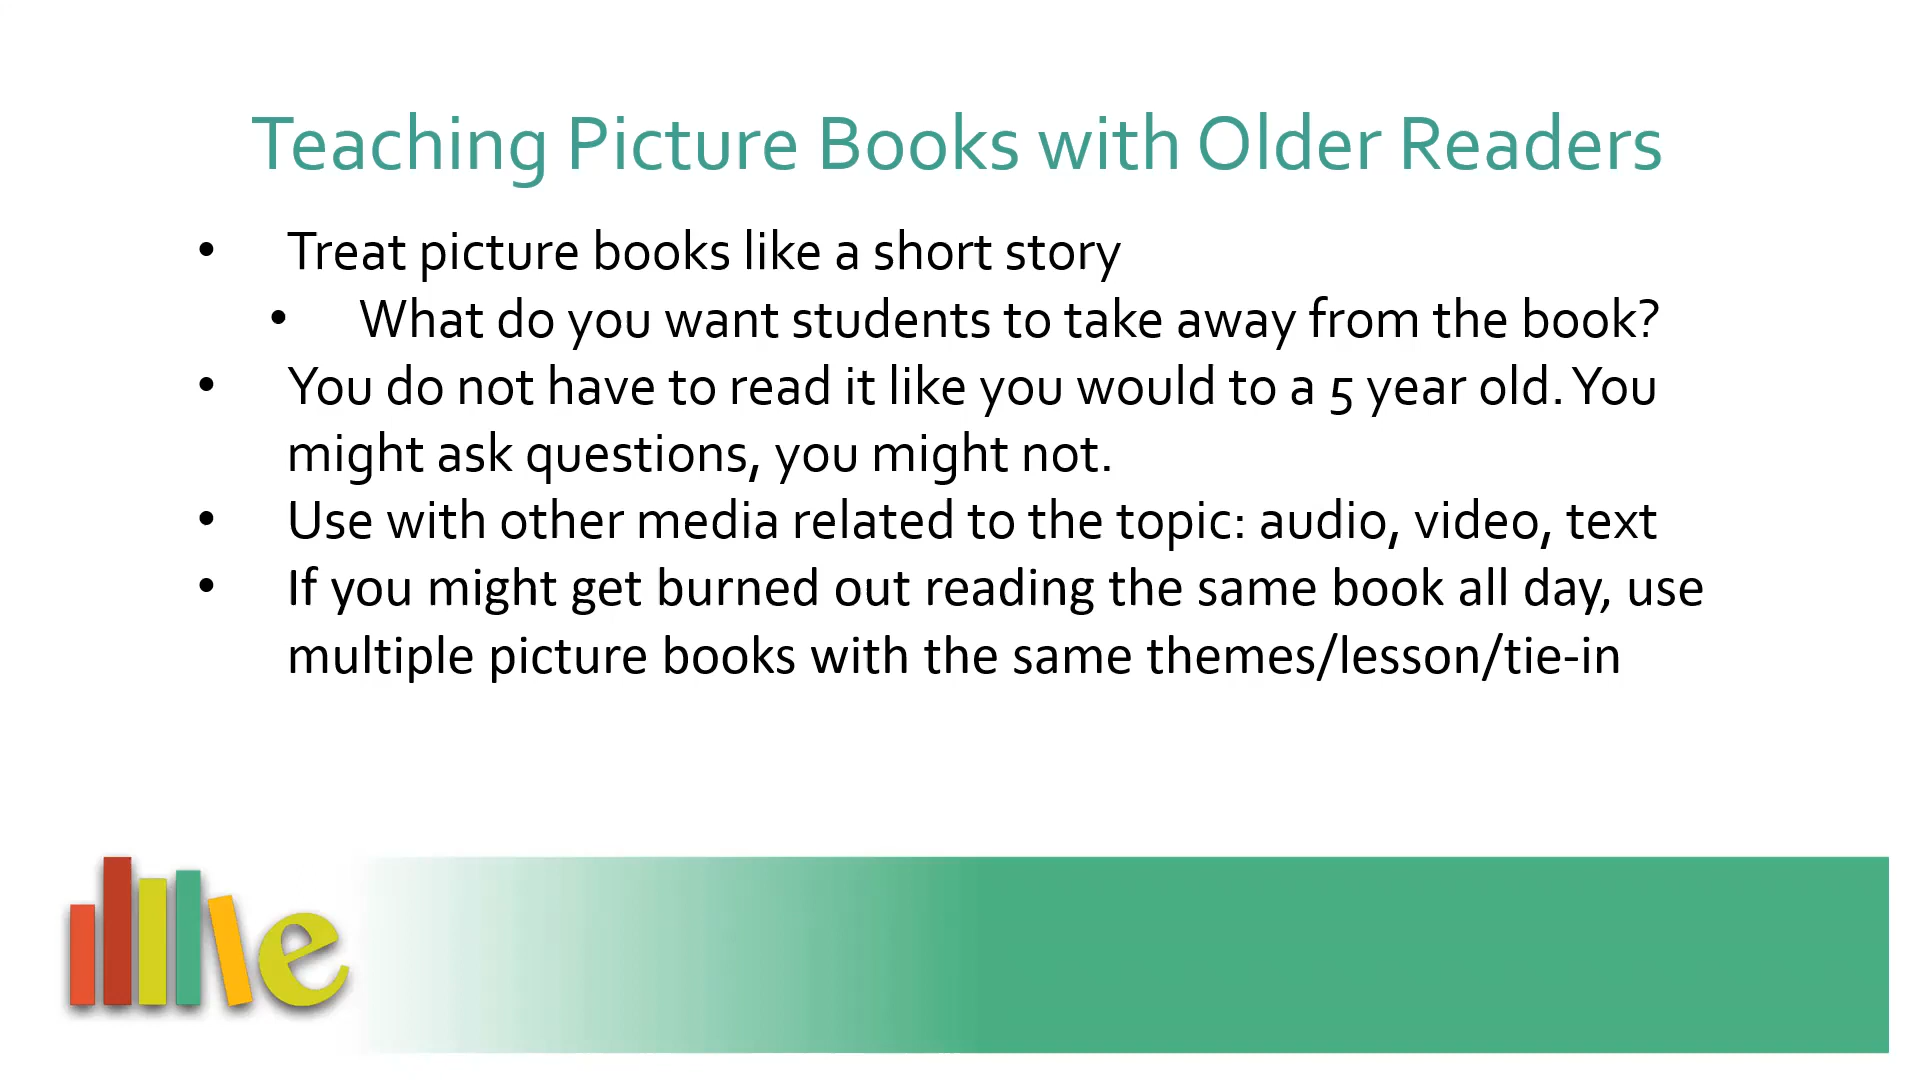 Teaching Picture Books with Older Readers
• Treat picture books like a short story
• What do you want students to take away from the book?
• You do not have to read it like you would to a 5 year old. You
might ask questions, you might not.
• Use with other media related to the topic: audio, video, text
• If you might get burned out reading the same book all day, use
multiple picture books with the same themes/lesson/tie-in
e